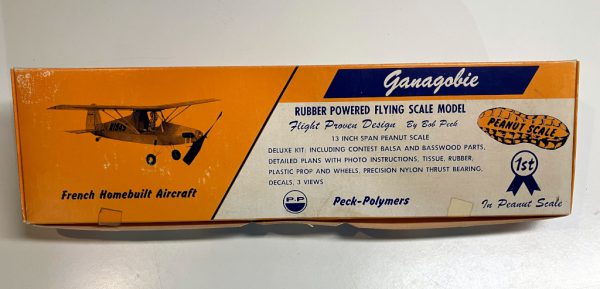 Ganagobie
RUBBER POWERED FLYING SCALE MODEL
Flight Proven Design By Bob Peck
13 INCH SPAN PEANUT SCALE
DELUXE KIT: INCLUDING CONTEST BALSA AND BASSWOOD PARTS,
DETAILED PLANS WITH PHOTO INSTRUCTIONS, TISSUE, RUBBER,
PLASTIC PROP AND WHEELS, PRECISION NYLON THRUST BEARING,
DECALS, 3 VIEWS
PEANUT SCALE
1st
In Peanut Scale
P-P
Peck-Polymers
French Homebuilt Aircraft